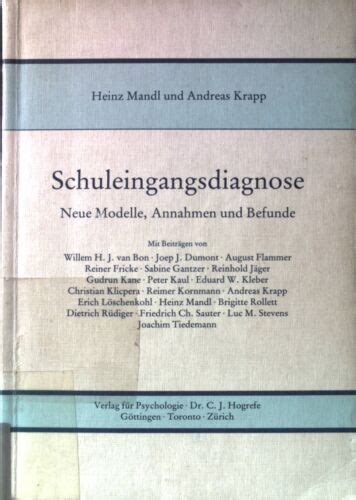 Heinz Mandl und Andreas Krapp
Schuleingangsdiagnose
Neue Modelle, Annahmen und Befunde
Mit Beiträgen von
Willem H. J. van Bon · Joep J. Dumont · August Flammer
Reiner Fricke · Sabine Gantzer · Reinhold Jäger
Gudrun Kane · Peter Kaul · Eduard W. Kleber
Christian Klicpera · Reimer Kornmann · Andreas Krapp
Erich Löschenkohl · Heinz Mandl · Brigitte Rollett
Dietrich Rüdiger · Friedrich Ch. Sauter · Luc M. Stevens
Joachim Tiedemann
Verlag für Psychologie · Dr. C. J. Hogrefe
Göttingen · Toronto · Zürich